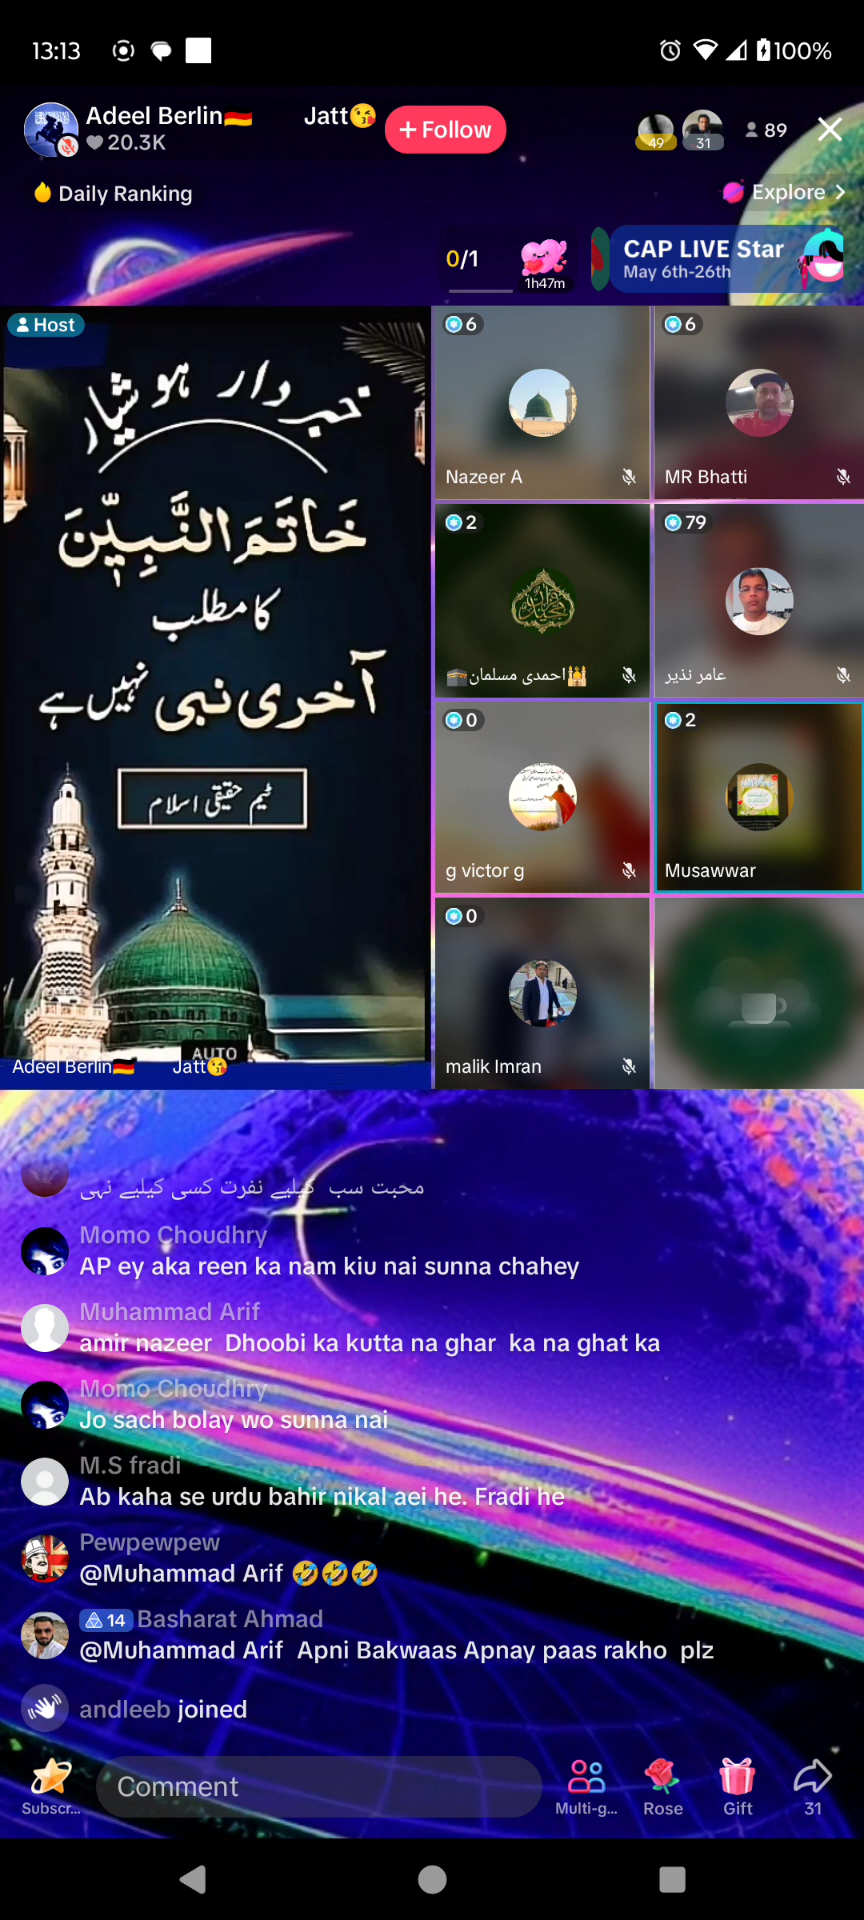 13:13
100%
Adeel Berlin🇩🇪 Jatt😘
20.3K
+ Follow
49
31
89
Daily Ranking
Explore
0/1
1h47m
CAP LIVE Star
May 6th-26th
Host
خبردار ہوشیار
خَاتَمَ النَّبِیّٖنَ
کا مطلب
آخری نبی نہیں ہے
ٹیم حقیقی اسلام
AUTO
Adeel Berlin🇩🇪 Jatt😘
6
Nazeer A
6
MR Bhatti
2
🕋احمدی مسلمان🕌
79
عامر نذیر
0
g victor g
2
Musawwar
0
malik Imran
محبت سب کیلیے نفرت کسی کیلیے نہی
Momo Choudhry
AP ey aka reen ka nam kiu nai sunna chahey
Muhammad Arif
amir nazeer Dhoobi ka kutta na ghar ka na ghat ka
Momo Choudhry
Jo sach bolay wo sunna nai
M.S fradi
Ab kaha se urdu bahir nikal aei he. Fradi he
Pewpewpew
@Muhammad Arif 🤣🤣🤣
14 Basharat Ahmad
@Muhammad Arif Apni Bakwaas Apnay paas rakho plz
andleeb joined
Comment
Subscr...
Multi-g...
Rose
Gift
31